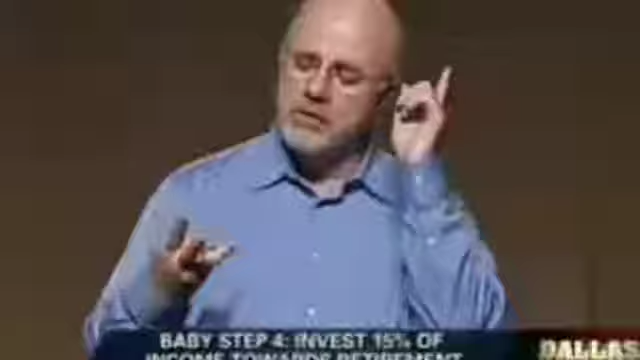 BABY STEP 4: INVEST 15% OF
INCOME TOWARDS RETIREMENT
DALLAS